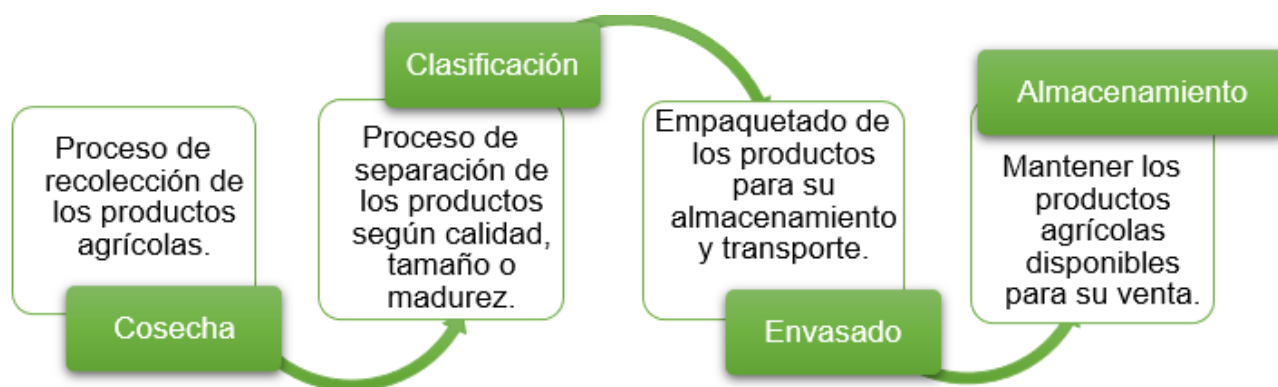 Proceso de
recolección de
los productos
agrícolas.
Cosecha
Clasificación
Proceso de
separación de
los productos
según calidad,
tamaño o
madurez.
Empaquetado de
los productos
para su
almacenamiento
y transporte.
Envasado
Almacenamiento
Mantener los
productos
agrícolas
disponibles
para su venta.